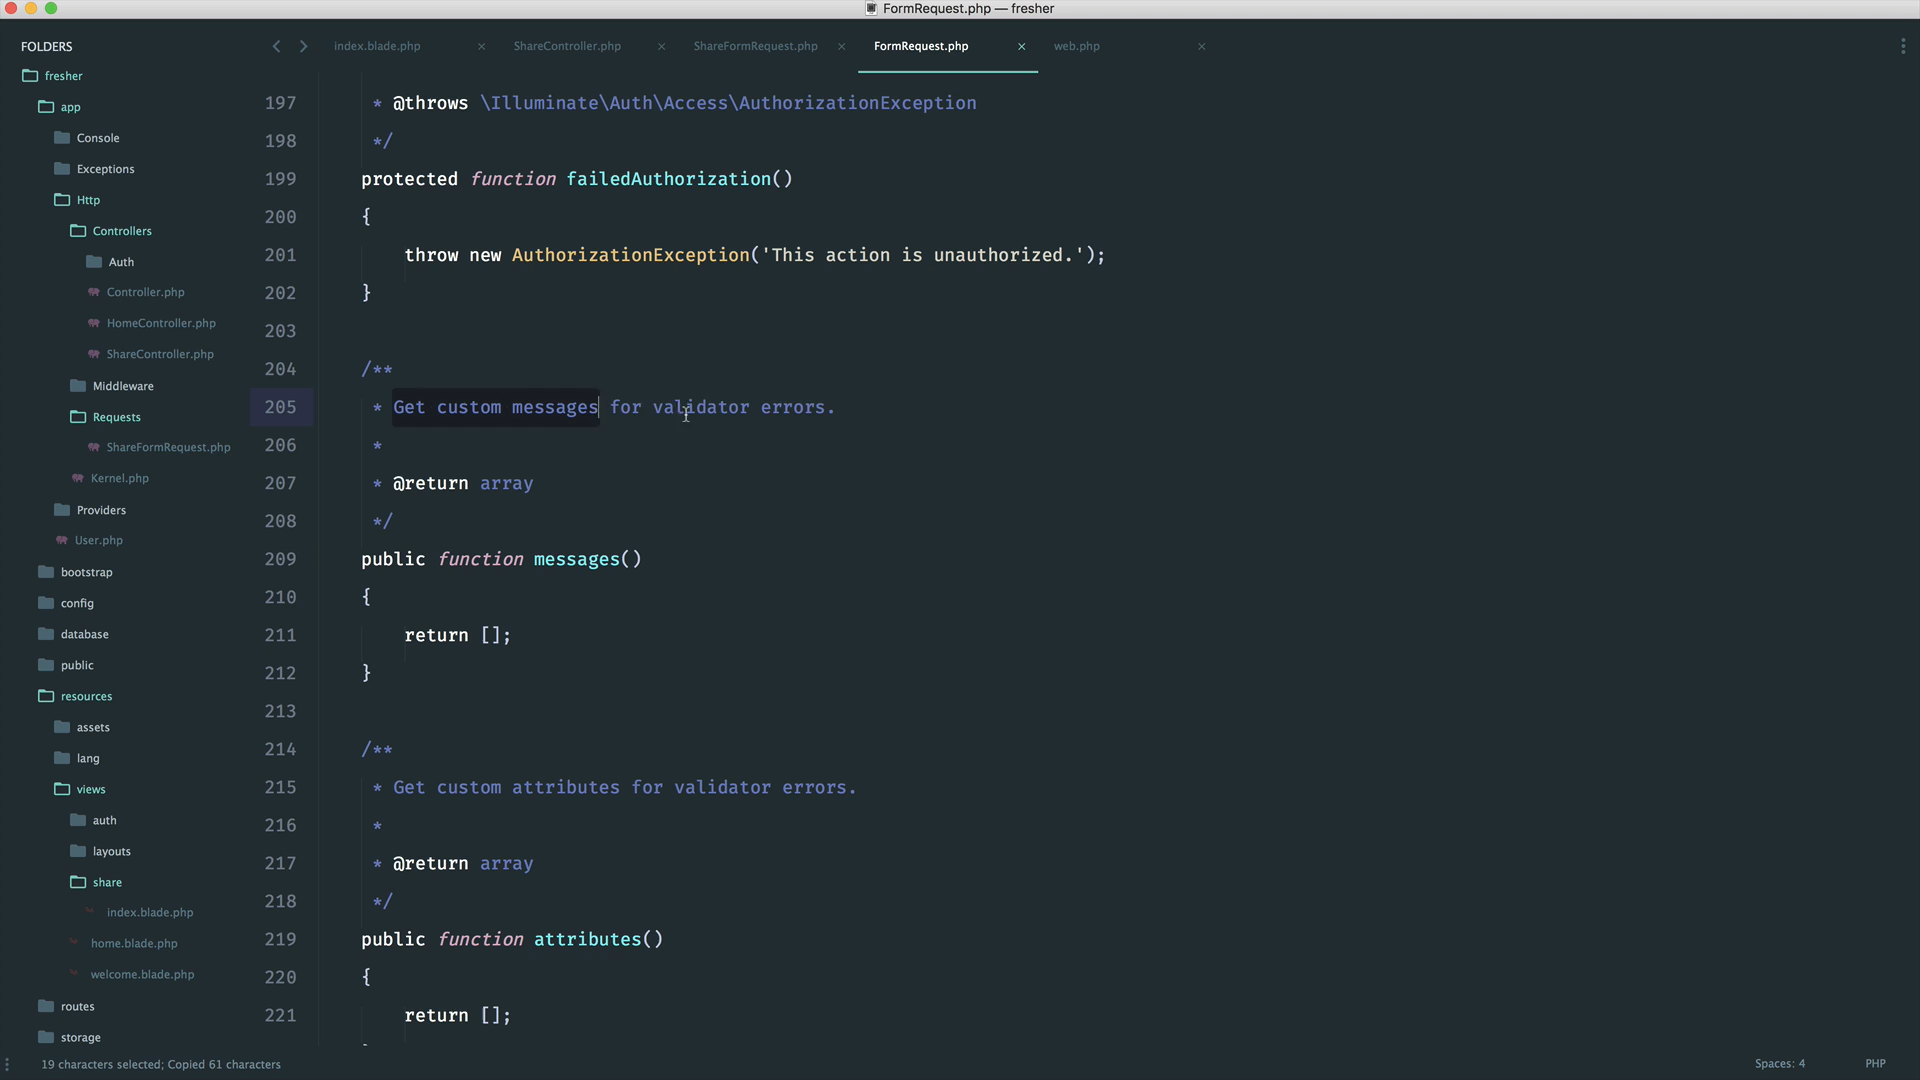 FormRequest.php — fresher
FOLDERS
fresher
app
Console
Exceptions
Http
Controllers
Auth
Controller.php
HomeController.php
ShareController.php
Middleware
Requests
ShareFormRequest.php
Kernel.php
Providers
User.php
bootstrap
config
database
public
resources
assets
lang
views
auth
layouts
share
index.blade.php
home.blade.php
welcome.blade.php
routes
storage
index.blade.php × ShareController.php × ShareFormRequest.php × FormRequest.php × web.php ×
197 * @throws \Illuminate\Auth\Access\AuthorizationException
198 */
199 protected function failedAuthorization()
200 {
201 throw new AuthorizationException('This action is unauthorized.');
202 }
203
204 /**
205 * Get custom messages for validator errors.
206 *
207 * @return array
208 */
209 public function messages()
210 {
211 return [];
212 }
213
214 /**
215 * Get custom attributes for validator errors.
216 *
217 * @return array
218 */
219 public function attributes()
220 {
221 return [];
19 characters selected; Copied 61 characters
Spaces: 4 PHP